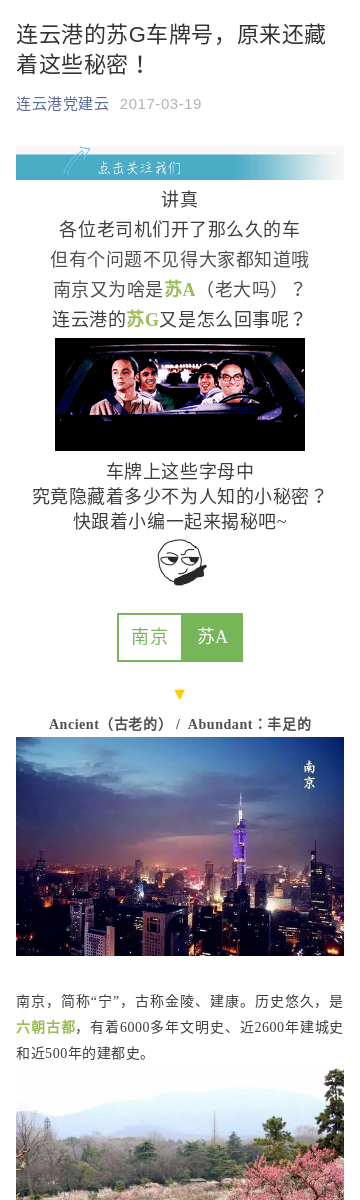 连云港的苏G车牌号，原来还藏
着这些秘密！
连云港党建云 2017-03-19
点击关注我们
讲真
各位老司机们开了那么久的车
但有个问题不见得大家都知道哦
南京又为啥是苏A（老大吗）？
连云港的苏G又是怎么回事呢？
车牌上这些字母中
究竟隐藏着多少不为人知的小秘密？
快跟着小编一起来揭秘吧~
南京 苏A
▼
Ancient（古老的） / Abundant：丰足的
南京
南京，简称“宁”，古称金陵、建康。历史悠久，是
六朝古都，有着6000多年文明史、近2600年建城史
和近500年的建都史。